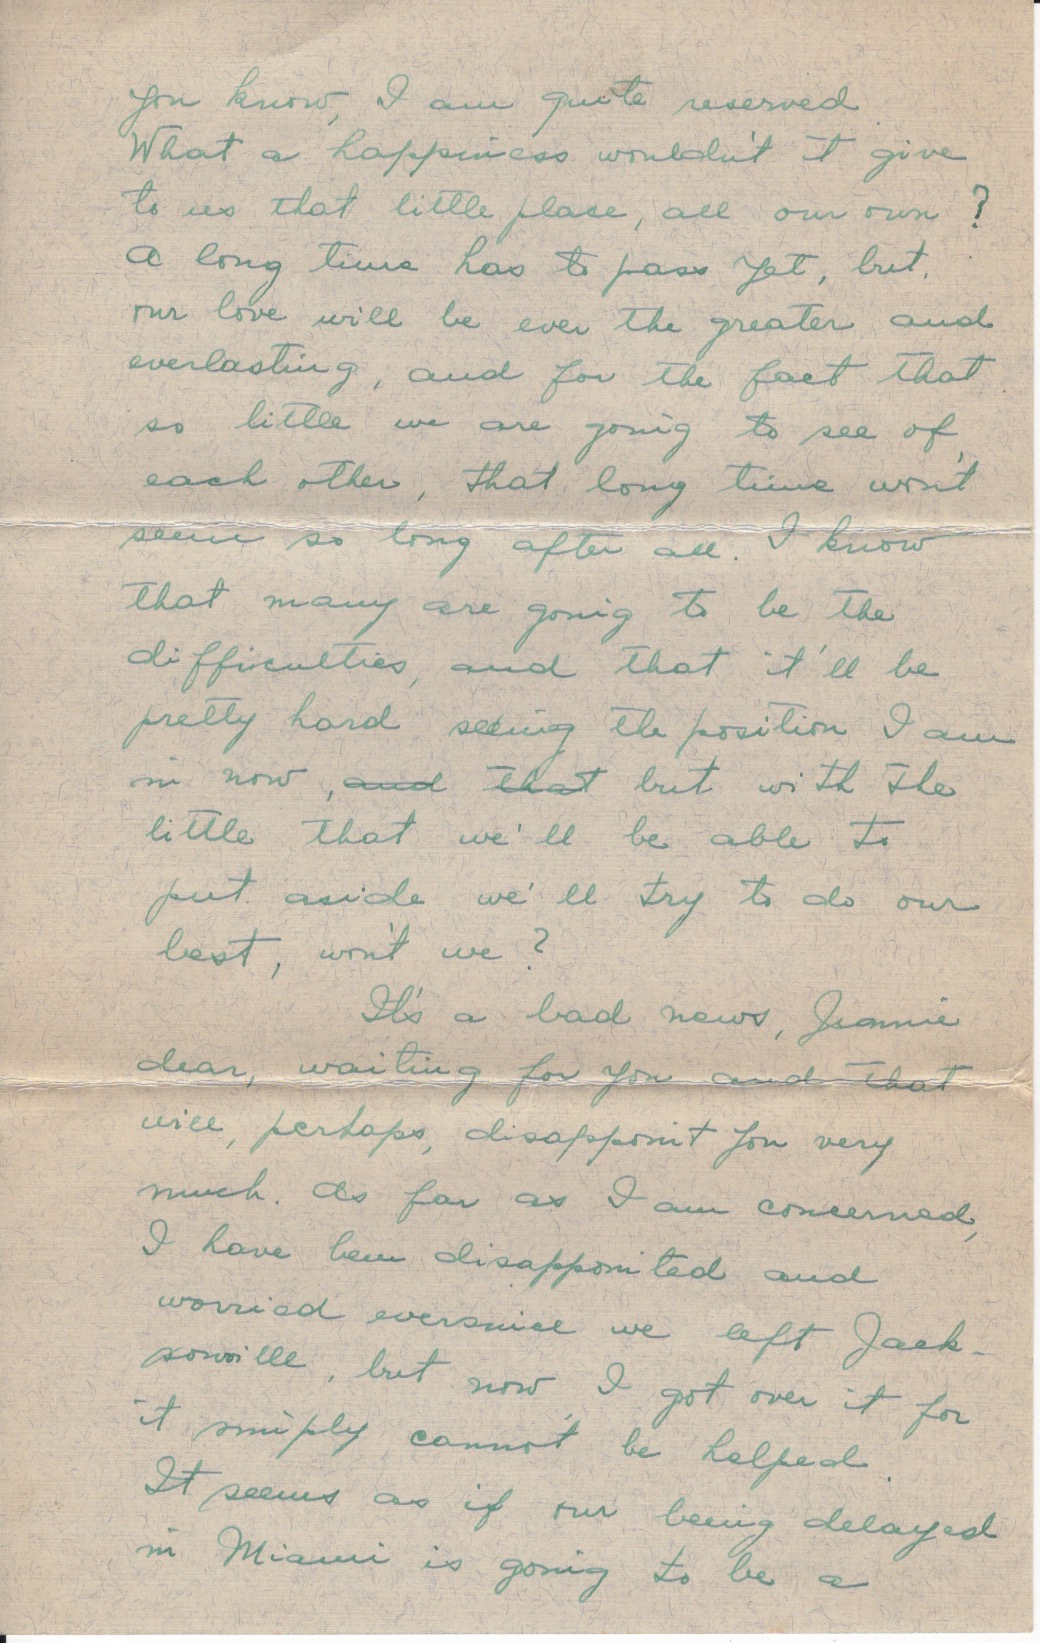 you know, I am quite reserved.
What a happiness wouldn't it give
to us that little plase, all our own?
A long time has to pass yet, but,
our love will be ever the greater and
everlasting, and for the fact that
so little we are going to see of
each other, that long time won't
seem so long after all. I know
that many are going to be the
difficulties, and that it'll be
pretty hard seeing the position I am
in now, and that but with the
little that we'll be able to
put aside we'll try to do our
best, won't we?
It's a bad news, Jeannie
dear, waiting for you and that
will, perhaps, disappoint you very
much. As far as I am concerned,
I have been disappointed and
worried eversince we left Jack-
sonville, but now, I got over it for
it simply cannot be helped.
It seems as if our being delayed
in Miami is going to be a